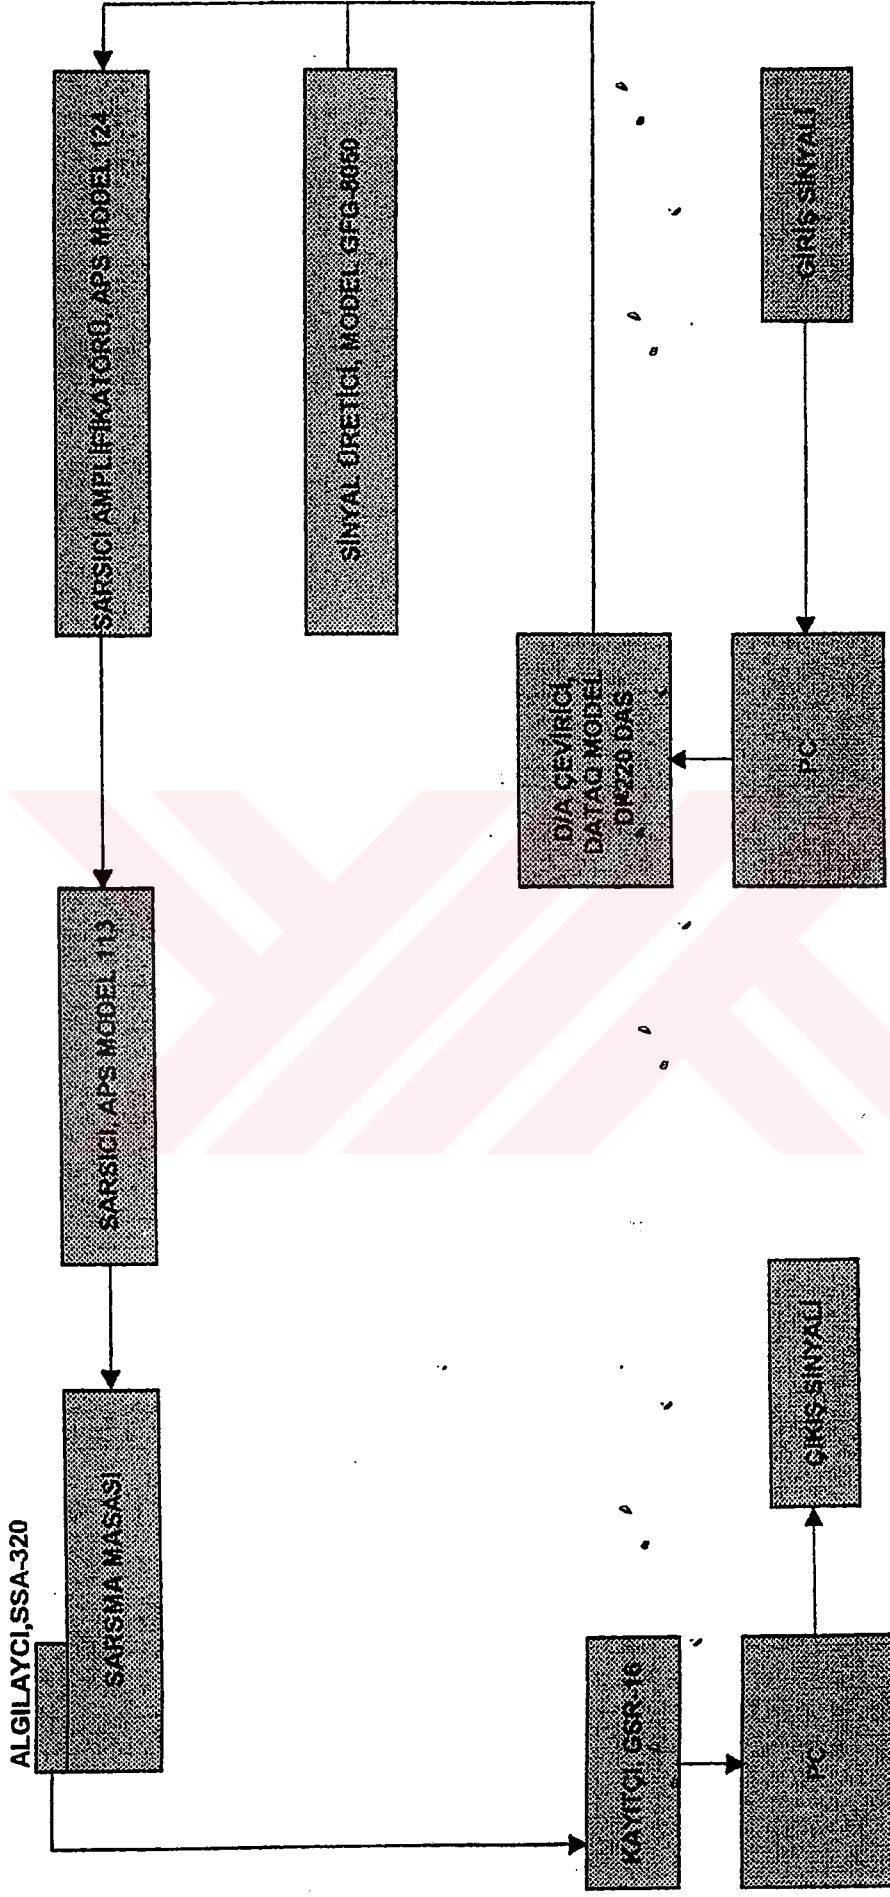 ALGILAYCI,SSA-320
SARSMA MASASI
SARSICI, APS MODEL 113
SARSICI AMPLİFİKATÖRÜ, APS MODEL 124
SİNYAL ÜRETİCİ, MODEL GFG-8050
KAYITÇI, GSR-16
PC
ÇIKIŞ SİNYALİ
D/A ÇEVİRİCİ,
DATAQ MODEL
DI-220 DAS
PC
GİRİŞ SİNYALİ